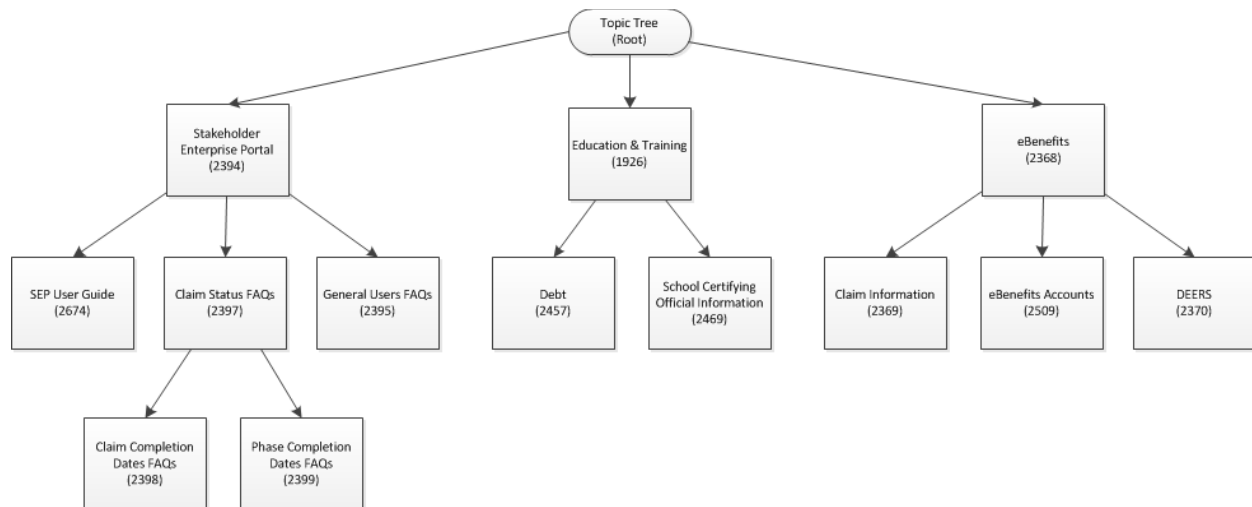 Topic Tree
(Root)
Stakeholder
Enterprise Portal
(2394)
Education & Training
(1926)
eBenefits
(2368)
SEP User Guide
(2674)
Claim Status FAQs
(2397)
General Users FAQs
(2395)
Debt
(2457)
School Certifying
Official Information
(2469)
Claim Information
(2369)
eBenefits Accounts
(2509)
DEERS
(2370)
Claim Completion
Dates FAQs
(2398)
Phase Completion
Dates FAQs
(2399)